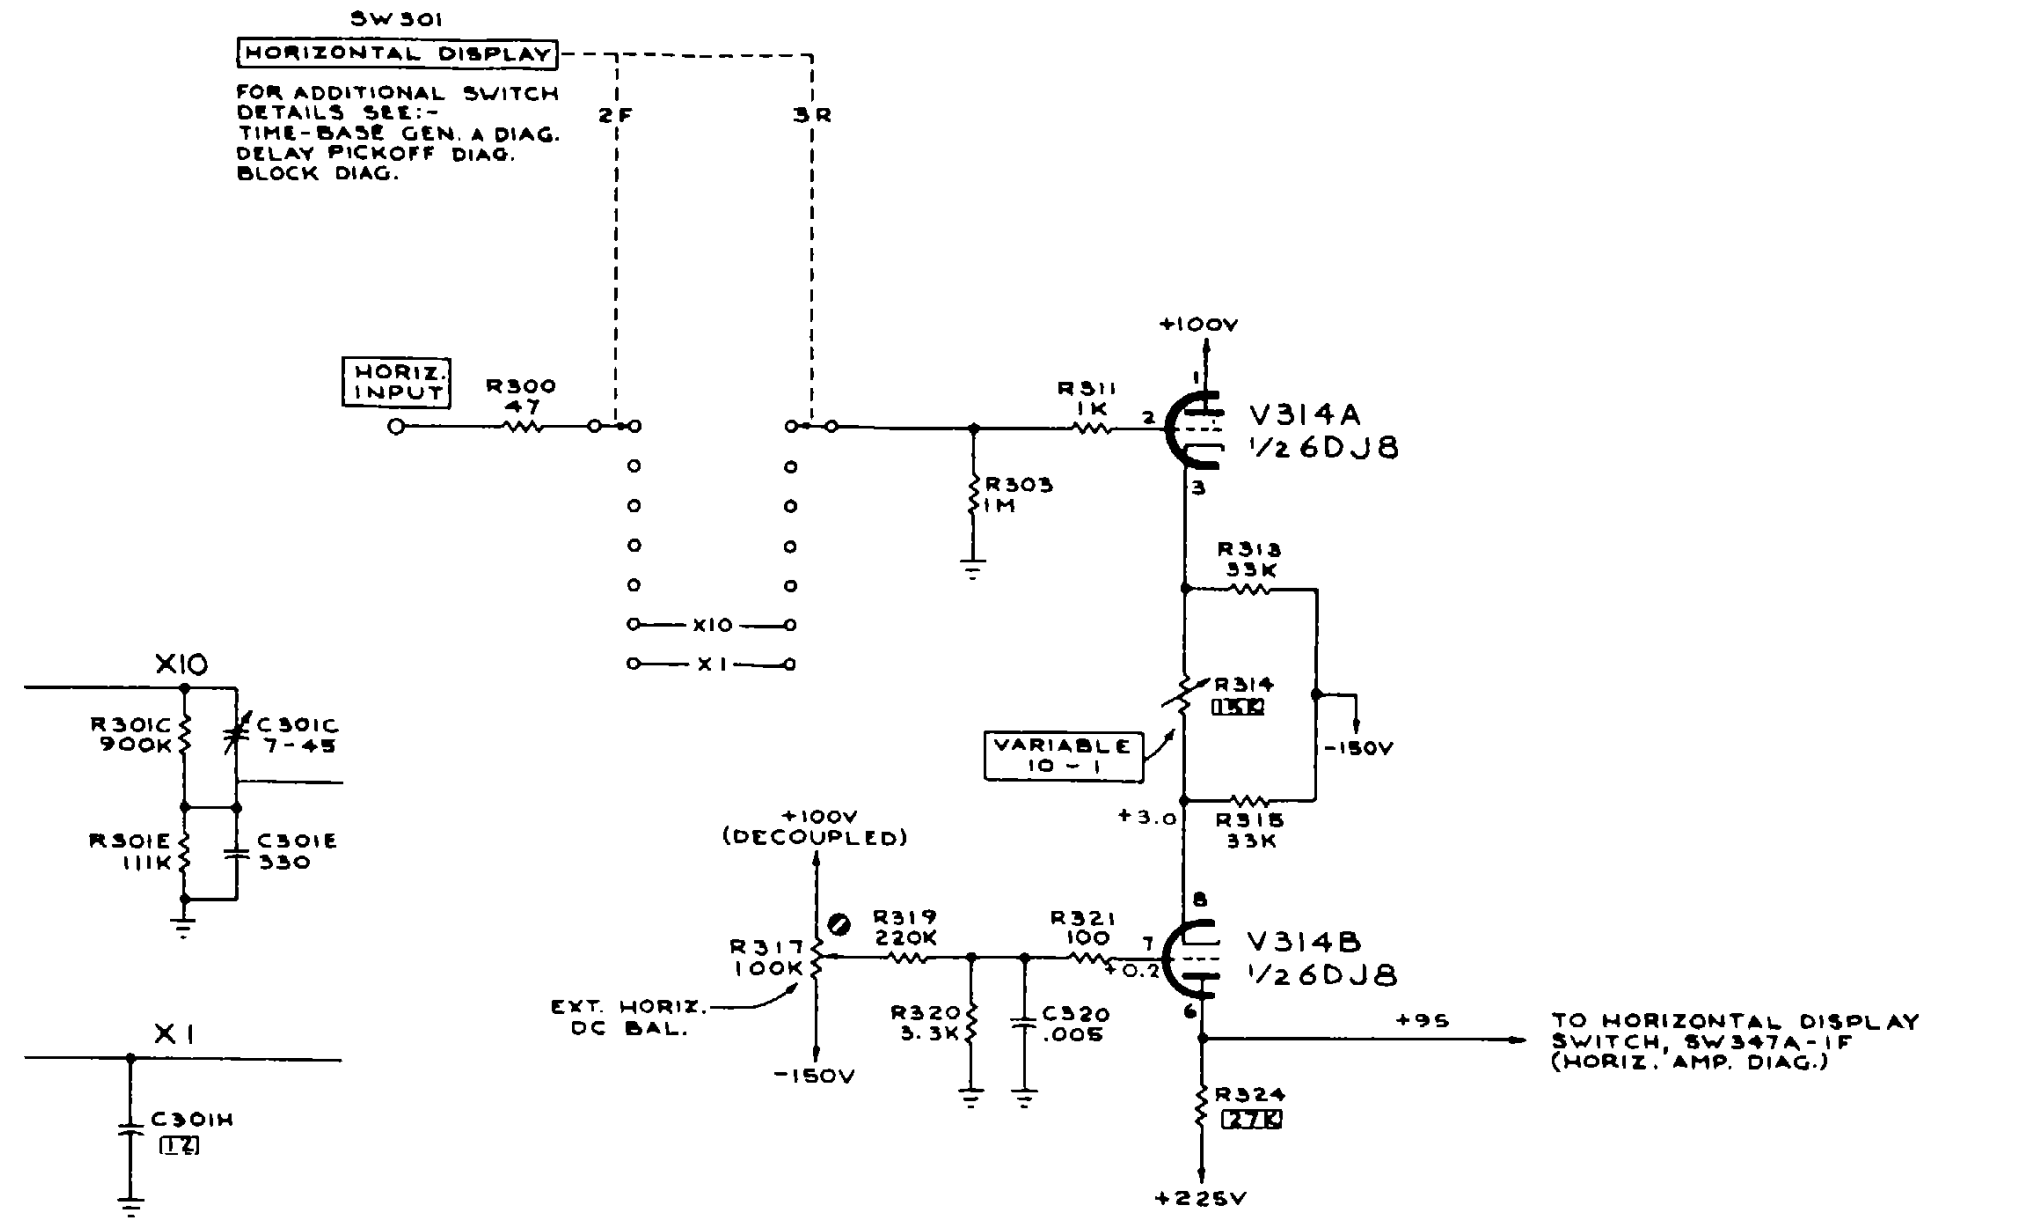 SW301
HORIZONTAL DISPLAY
FOR ADDITIONAL SWITCH
DETAILS SEE:-
TIME-BASE GEN. A DIAG.
DELAY PICKOFF DIAG.
BLOCK DIAG.
2F
3R
HORIZ.
INPUT
R300
47
R311
1K
+100V
1
2
3
V314A
1/2 6DJ8
R303
1M
R313
33K
X10
X1
R314
15K
VARIABLE
10-1
-150V
+3.0
R315
33K
X10
R301C
900K
C301C
7-45
R301E
111K
C301E
330
X1
C301H
12
+100V
(DECOUPLED)
R317
100K
EXT. HORIZ.
DC BAL.
-150V
R319
220K
R320
3.3K
C320
.005
R321
100
+0.2
7
8
6
V314B
1/2 6DJ8
+95
TO HORIZONTAL DISPLAY
SWITCH, SW347A-1F
(HORIZ. AMP. DIAG.)
R324
27K
+225V